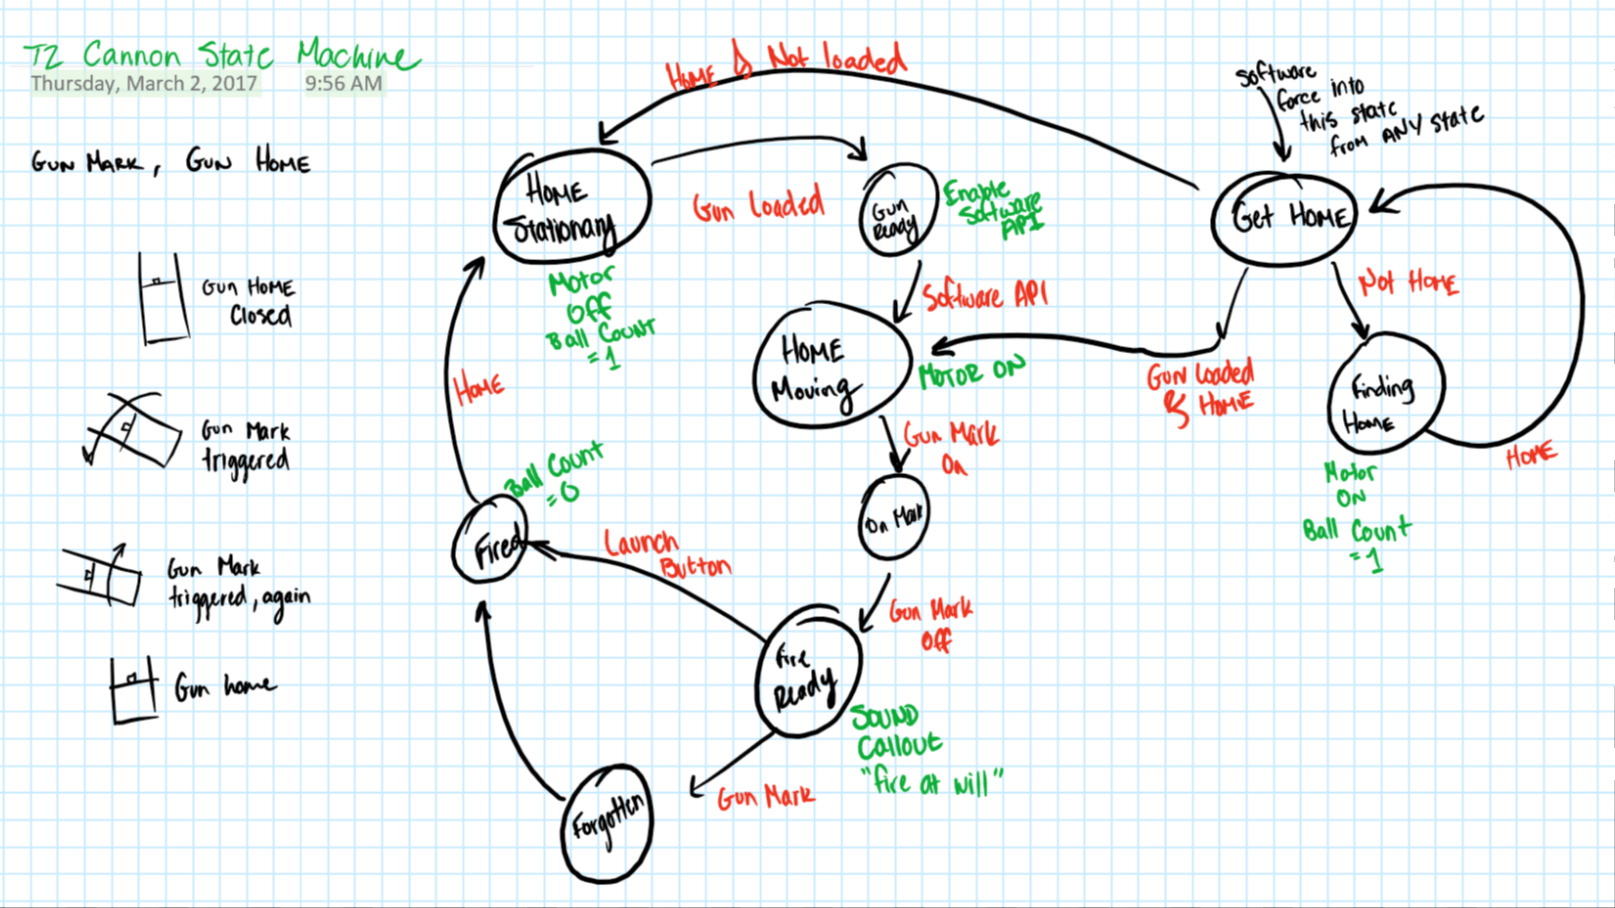 T2 Cannon State Machine
Thursday, March 2, 2017 9:56 AM
GUN MARK, GUN HOME
GUN HOME
Closed
Gun Mark
triggered
Gun Mark
triggered, again
Gun home
HOME & Not loaded
HOME
Stationary
Motor
Off
Ball Count
=1
Gun Loaded
Gun
Ready
Enable
Software
API
Software API
HOME
Moving
MOTOR ON
Gun Mark
On
On Mark
Gun Mark
Off
Fire
Ready
SOUND
Callout
"fire at will"
Launch
Button
Gun Mark
Forgotten
Fired
Ball Count
=0
HOME
Software
force into
this state
from ANY state
Get HOME
Not HOME
Gun Loaded
& HOME
Finding
HOME
Motor
ON
Ball Count
=1
HOME